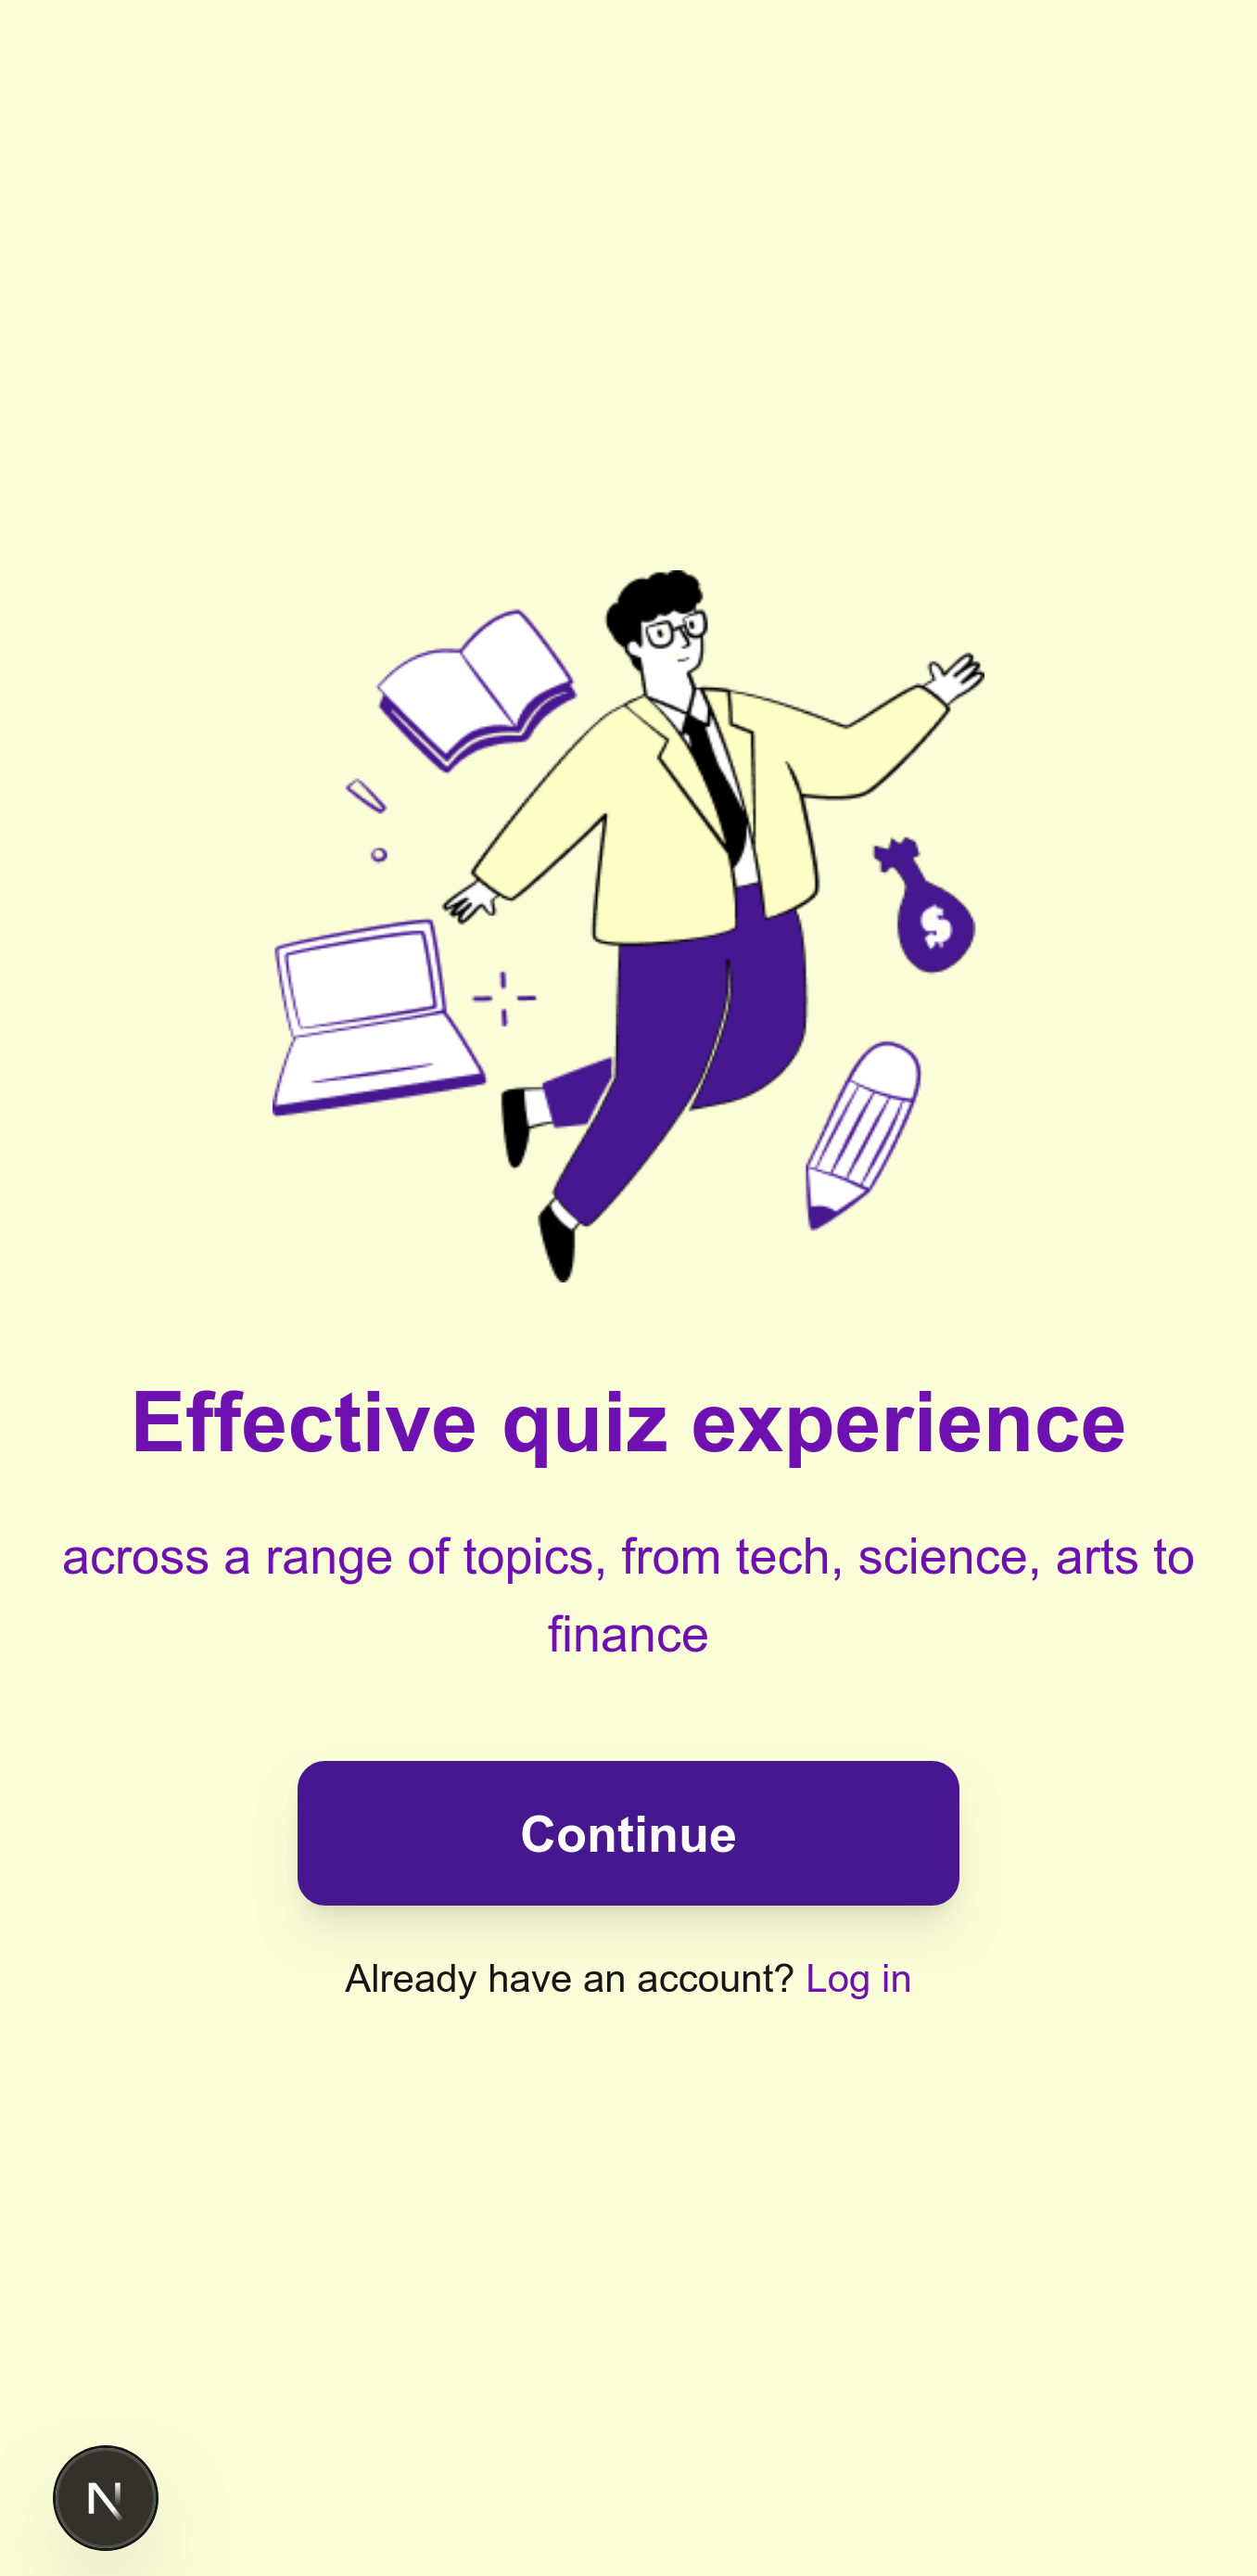 $
Effective quiz experience
across a range of topics, from tech, science, arts to
finance
Continue
Already have an account? Log in
N